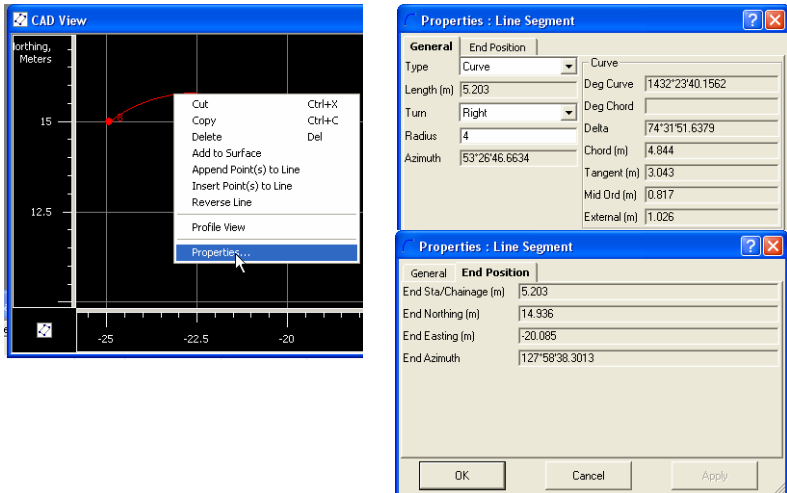 CAD View
lorthing,
Meters
15
12.5
-25
-22.5
-20
Cut Ctrl+X
Copy Ctrl+C
Delete Del
Add to Surface
Append Point(s) to Line
Insert Point(s) to Line
Reverse Line
Profile View
Properties...
Properties : Line Segment
General End Position
Type Curve
Length (m) 5.203
Turn Right
Radius 4
Azimuth 53°26'46.6634
Curve
Deg Curve 1432°23'40.1562
Deg Chord
Delta 74°31'51.6379
Chord (m) 4.844
Tangent (m) 3.043
Mid Ord (m) 0.817
External (m) 1.026
Properties : Line Segment
General End Position
End Sta/Chainage (m) 5.203
End Northing (m) 14.936
End Easting (m) -20.085
End Azimuth 127°58'38.3013
OK Cancel Apply